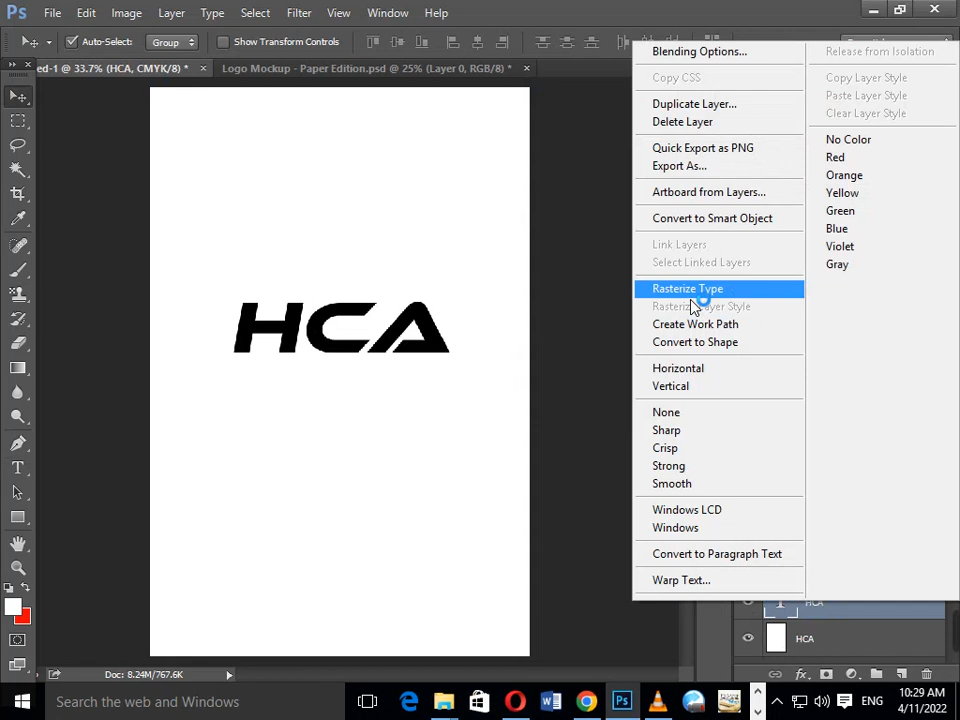 Ps File Edit Image Layer Type Select Filter View Window Help
Auto-Select: Group Show Transform Controls
ed-1 @ 33.7% (HCA, CMYK/8) * × Logo Mockup - Paper Edition.psd @ 25% (Layer 0, RGB/8) * ×
HCA
Blending Options...
Copy CSS
Duplicate Layer...
Delete Layer
Quick Export as PNG
Export As...
Artboard from Layers...
Convert to Smart Object
Link Layers
Select Linked Layers
Rasterize Type
Rasterize Layer Style
Create Work Path
Convert to Shape
Horizontal
Vertical
None
Sharp
Crisp
Strong
Smooth
Windows LCD
Windows
Convert to Paragraph Text
Warp Text...
Release from Isolation
Copy Layer Style
Paste Layer Style
Clear Layer Style
No Color
Red
Orange
Yellow
Green
Blue
Violet
Gray
HCA
HCA
Doc: 8.24M/767.6K
Search the web and Windows
ENG
10:29 AM
4/11/2022